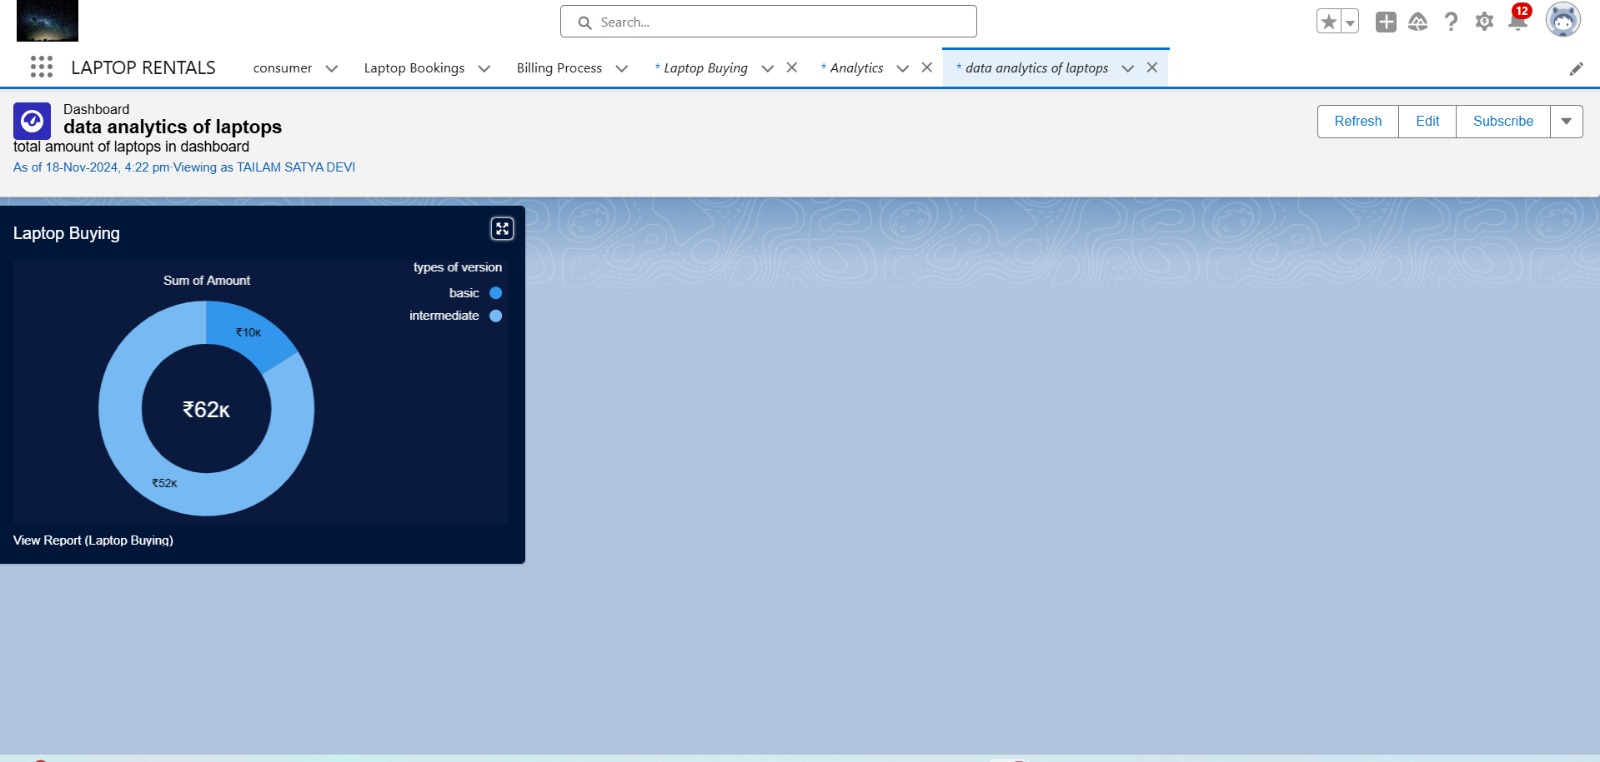 Search...
12
LAPTOP RENTALS
consumer
Laptop Bookings
Billing Process
* Laptop Buying
* Analytics
* data analytics of laptops
Dashboard
data analytics of laptops
total amount of laptops in dashboard
As of 18-Nov-2024, 4:22 pm·Viewing as TAILAM SATYA DEVI
Refresh
Edit
Subscribe
Laptop Buying
Sum of Amount
types of version
basic
intermediate
₹10K
₹62K
₹52K
View Report (Laptop Buying)